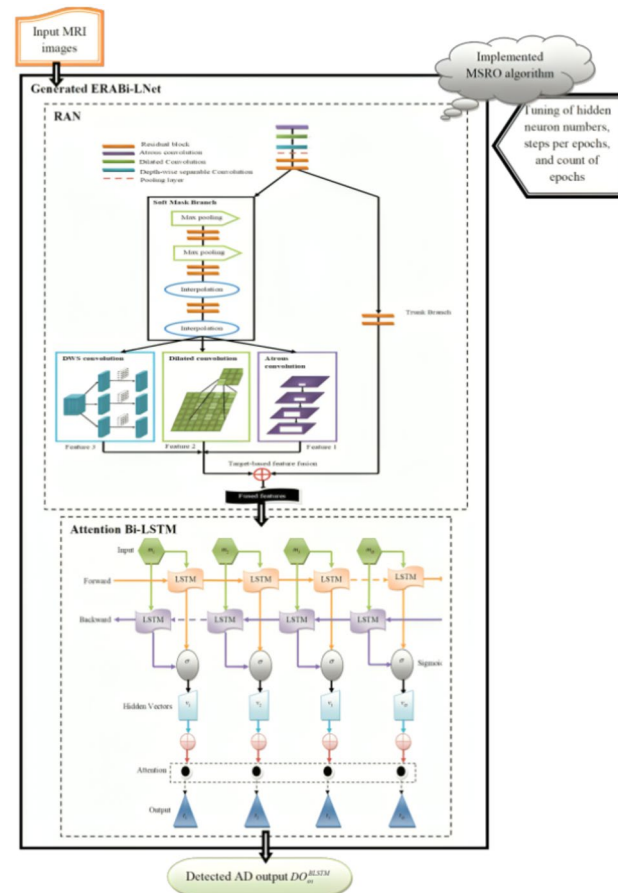 Input MRI
images
Implemented
MSRO algorithm
Tuning of hidden
neuron numbers,
steps per epochs,
and count of
epochs
Generated ERABi-LNet
RAN
Residual block
Atrous convolution
Dilated Convolution
Depth-wise separable Convolution
Pooling layer
Soft Mask Branch
Max pooling
Max pooling
Interpolation
Interpolation
Trunk Branch
DWS convolution
Dilated convolution
Atrous
convolution
Feature 3
Feature 2
Feature 1
Target-based feature fusion
Fused features
Attention Bi-LSTM
Input
Forward
LSTM
LSTM
LSTM
LSTM
Backward
LSTM
LSTM
LSTM
LSTM
σ
σ
σ
σ
Sigmoid
Hidden Vectors
Attention
Output
Detected AD output DO